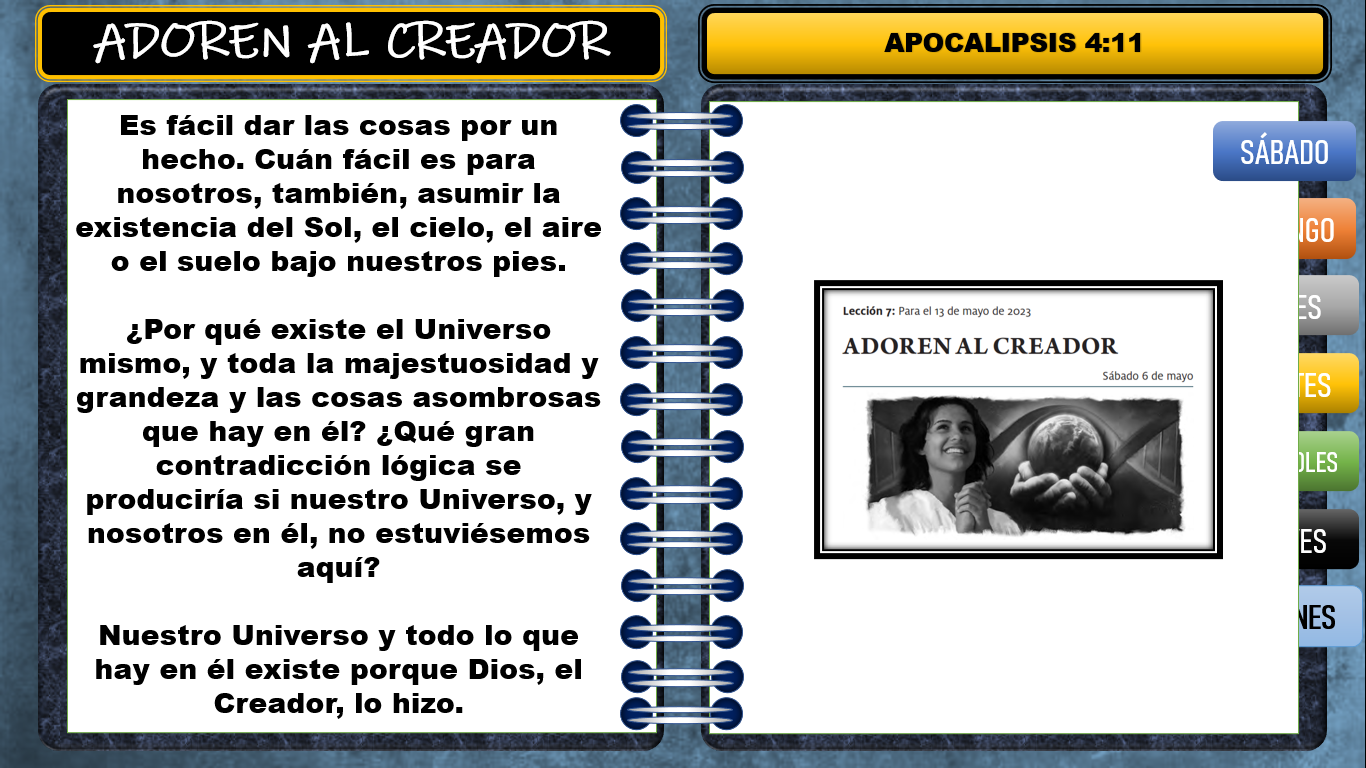 ADOREN AL CREADOR
Es fácil dar las cosas por un
hecho. Cuán fácil es para
nosotros, también, asumir la
existencia del Sol, el cielo, el aire
o el suelo bajo nuestros pies.
¿Por qué existe el Universo
mismo, y toda la majestuosidad y
grandeza y las cosas asombrosas
que hay en él? ¿Qué gran
contradicción lógica se
produciría si nuestro Universo, y
nosotros en él, no estuviésemos
aquí?
Nuestro Universo y todo lo que
hay en él existe porque Dios, el
Creador, lo hizo.
APOCALIPSIS 4:11
Lección 7: Para el 13 de mayo de 2023
ADOREN AL CREADOR
Sábado 6 de mayo
SÁBADO
NGO
ES
TES
OLES
ES
NES